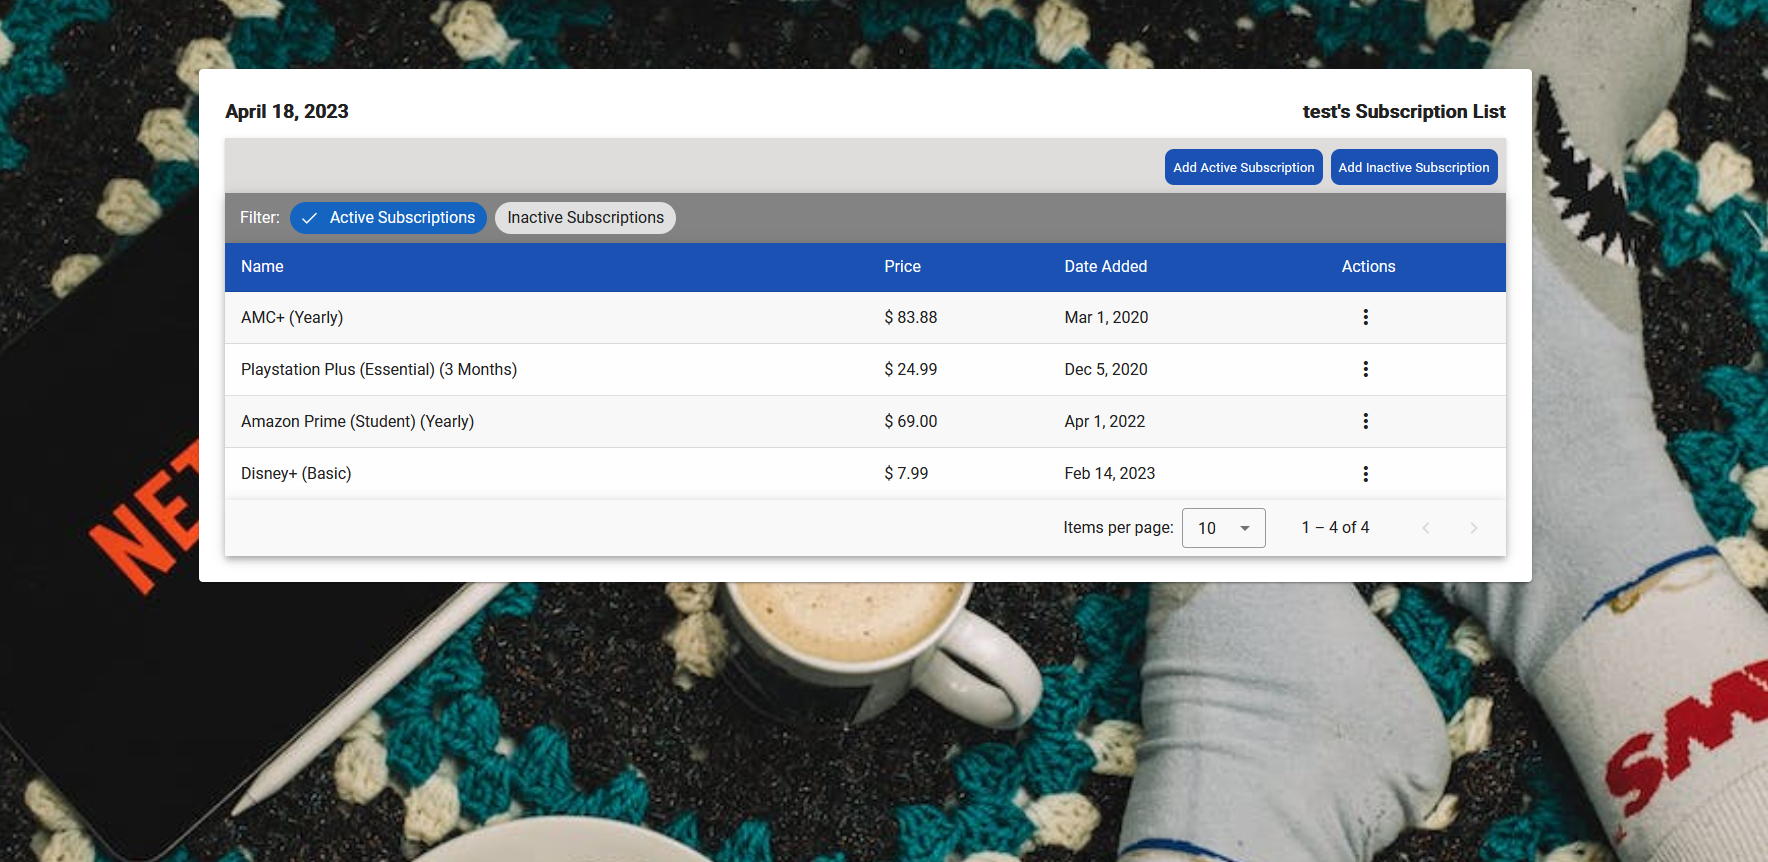 April 18, 2023
test's Subscription List
Add Active Subscription
Add Inactive Subscription
Filter:
Active Subscriptions
Inactive Subscriptions
Name Price Date Added Actions
AMC+ (Yearly) $ 83.88 Mar 1, 2020
Playstation Plus (Essential) (3 Months) $ 24.99 Dec 5, 2020
Amazon Prime (Student) (Yearly) $ 69.00 Apr 1, 2022
Disney+ (Basic) $ 7.99 Feb 14, 2023
Items per page: 10 1 – 4 of 4
NE